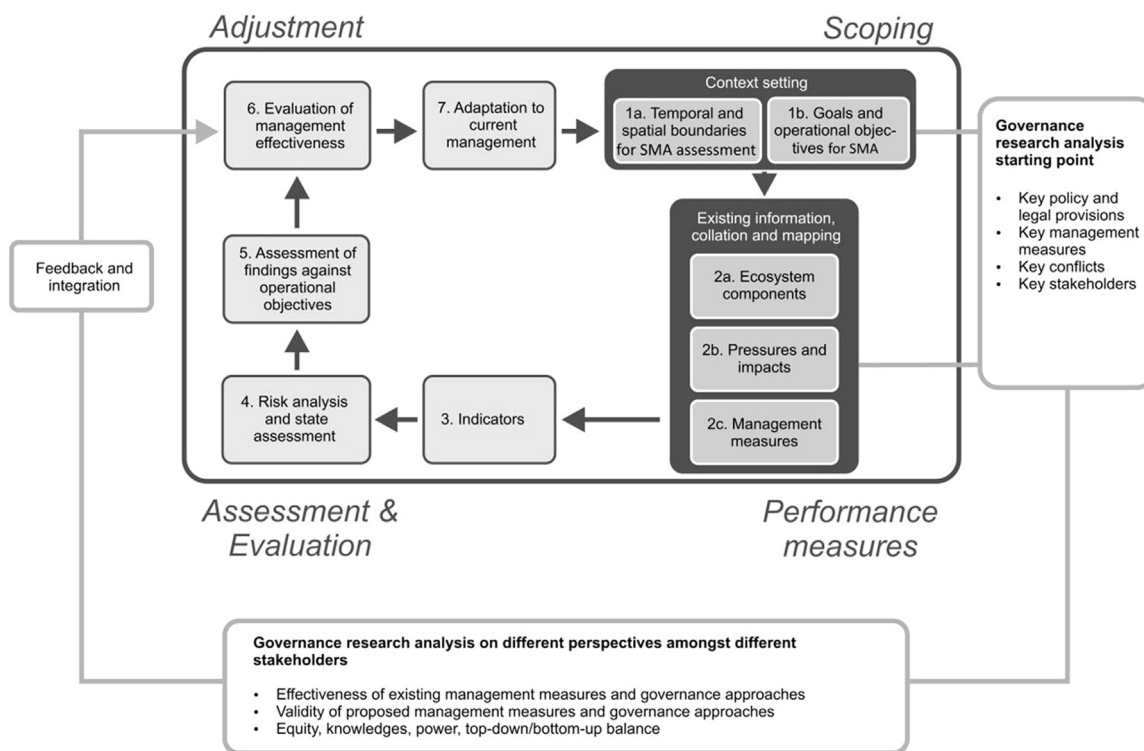 Adjustment
Scoping
6. Evaluation of
management
effectiveness
7. Adaptation to
current
management
Context setting
1a. Temporal and
spatial boundaries
for SMA assessment
1b. Goals and
operational objec-
tives for SMA
Governance
research analysis
starting point
• Key policy and
legal provisions
• Key management
measures
• Key conflicts
• Key stakeholders
Existing information,
collation and mapping
2a. Ecosystem
components
2b. Pressures and
impacts
2c. Management
measures
Feedback and
integration
5. Assessment of
findings against
operational
objectives
4. Risk analysis
and state
assessment
3. Indicators
Assessment &
Evaluation
Performance
measures
Governance research analysis on different perspectives amongst different
stakeholders
• Effectiveness of existing management measures and governance approaches
• Validity of proposed management measures and governance approaches
• Equity, knowledges, power, top-down/bottom-up balance